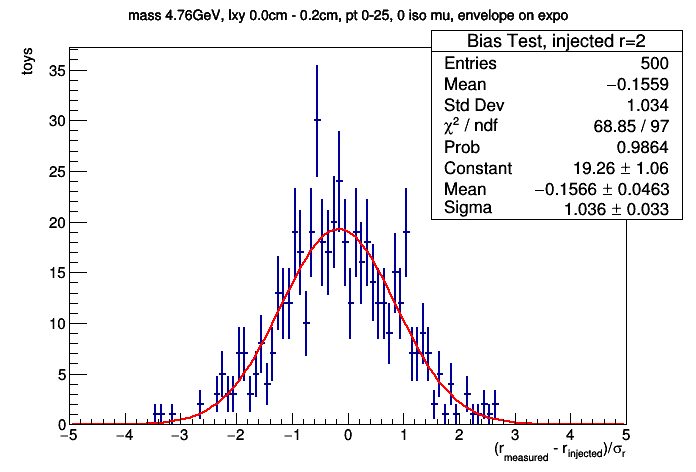 mass 4.76GeV, lxy 0.0cm - 0.2cm, pt 0-25, 0 iso mu, envelope on expo
Bias Test, injected r=2
Entries 500
Mean −0.1559
Std Dev 1.034
χ² / ndf 68.85 / 97
Prob 0.9864
Constant 19.26 ± 1.06
Mean −0.1566 ± 0.0463
Sigma 1.036 ± 0.033
toys
35
30
25
20
15
10
5
0
−5 −4 −3 −2 −1 0 1 2 3 4 5
(r_measured - r_injected)/σ_r